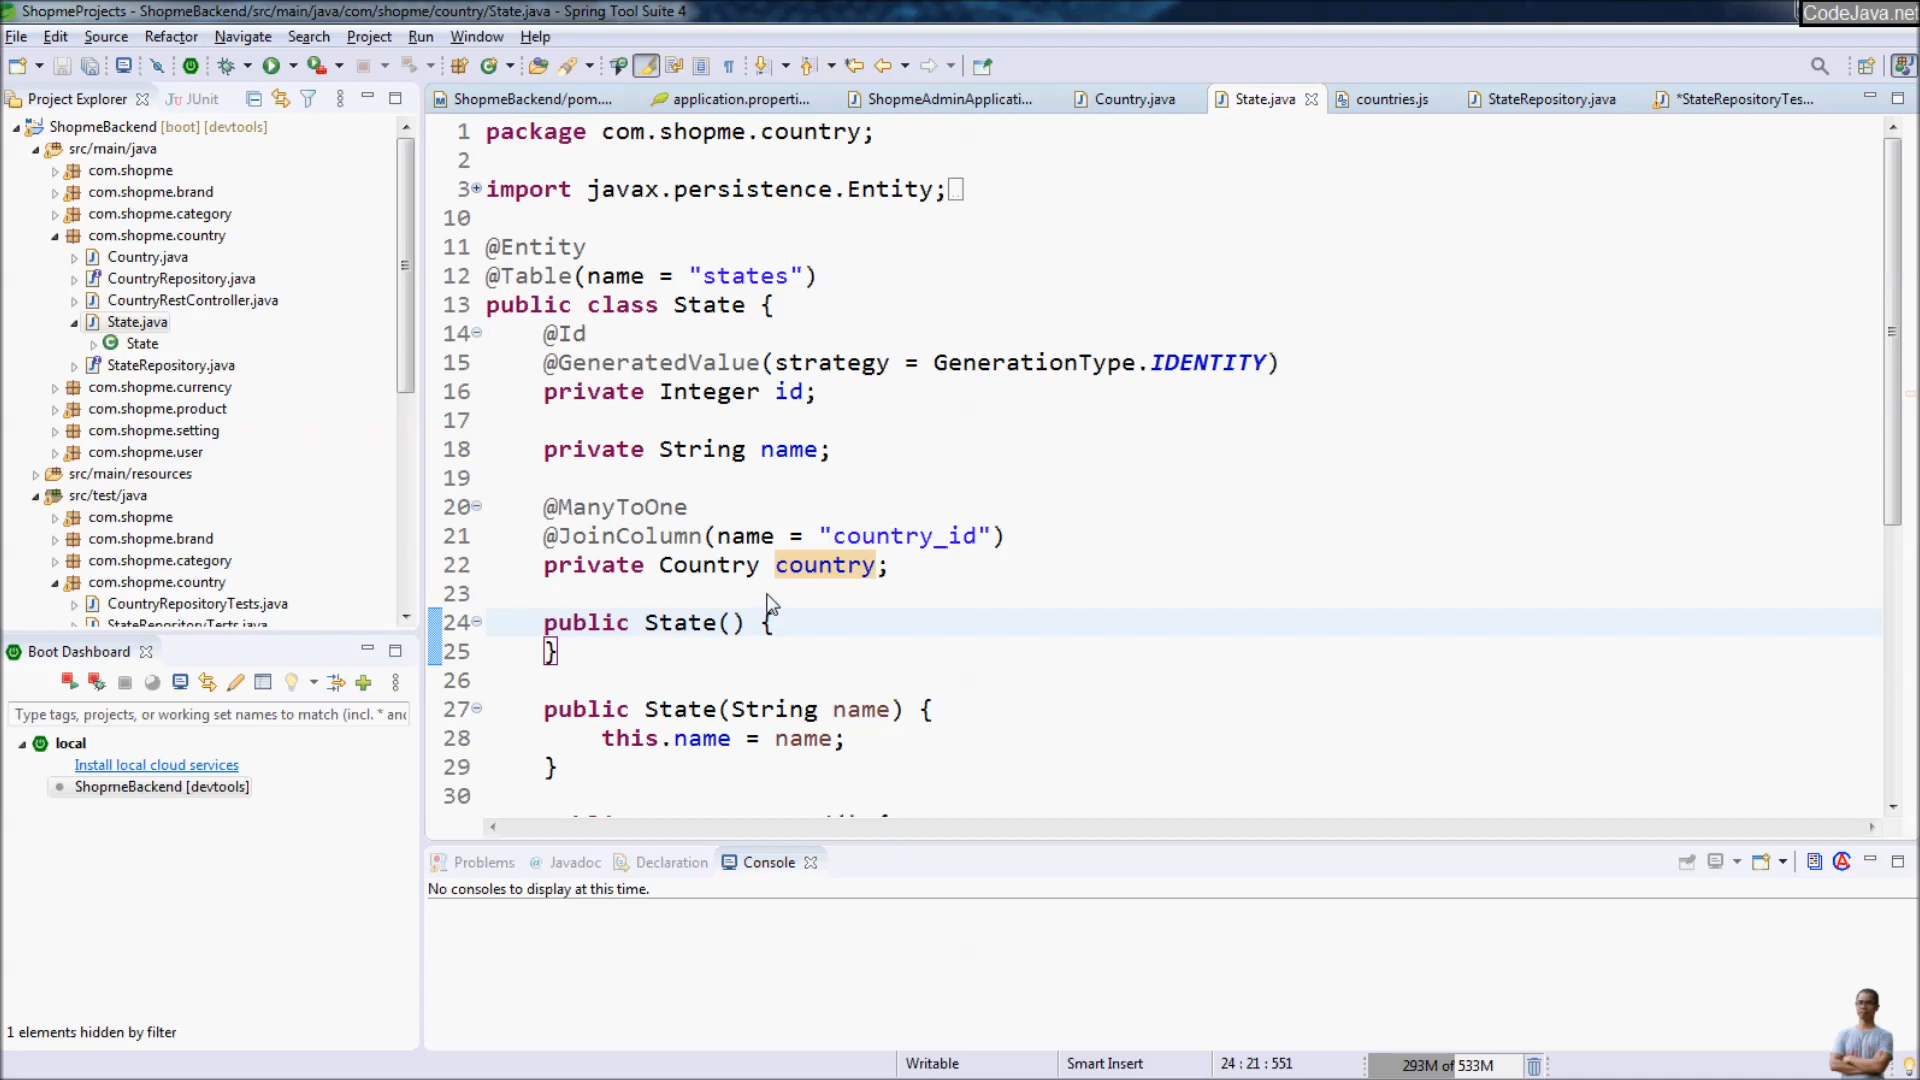 ShopmeProjects - ShopmeBackend/src/main/java/com/shopme/country/State.java - Spring Tool Suite 4
CodeJava.net
File Edit Source Refactor Navigate Search Project Run Window Help
Project Explorer JUnit
ShopmeBackend/pom.... application.properti... ShopmeAdminApplicati... Country.java State.java countries.js StateRepository.java *StateRepositoryTes...
ShopmeBackend [boot] [devtools]
src/main/java
com.shopme
com.shopme.brand
com.shopme.category
com.shopme.country
Country.java
CountryRepository.java
CountryRestController.java
State.java
State
StateRepository.java
com.shopme.currency
com.shopme.product
com.shopme.setting
com.shopme.user
src/main/resources
src/test/java
com.shopme
com.shopme.brand
com.shopme.category
com.shopme.country
CountryRepositoryTests.java
StateRepositoryTests.java
1 package com.shopme.country;
2
3 import javax.persistence.Entity;
10
11 @Entity
12 @Table(name = "states")
13 public class State {
14 @Id
15 @GeneratedValue(strategy = GenerationType.IDENTITY)
16 private Integer id;
17
18 private String name;
19
20 @ManyToOne
21 @JoinColumn(name = "country_id")
22 private Country country;
23
24 public State() {
25 }
26
27 public State(String name) {
28 this.name = name;
29 }
30
Boot Dashboard
Type tags, projects, or working set names to match (incl. * and
local
Install local cloud services
ShopmeBackend [devtools]
1 elements hidden by filter
Problems @ Javadoc Declaration Console
No consoles to display at this time.
Writable Smart Insert 24 : 21 : 551 293M of 533M